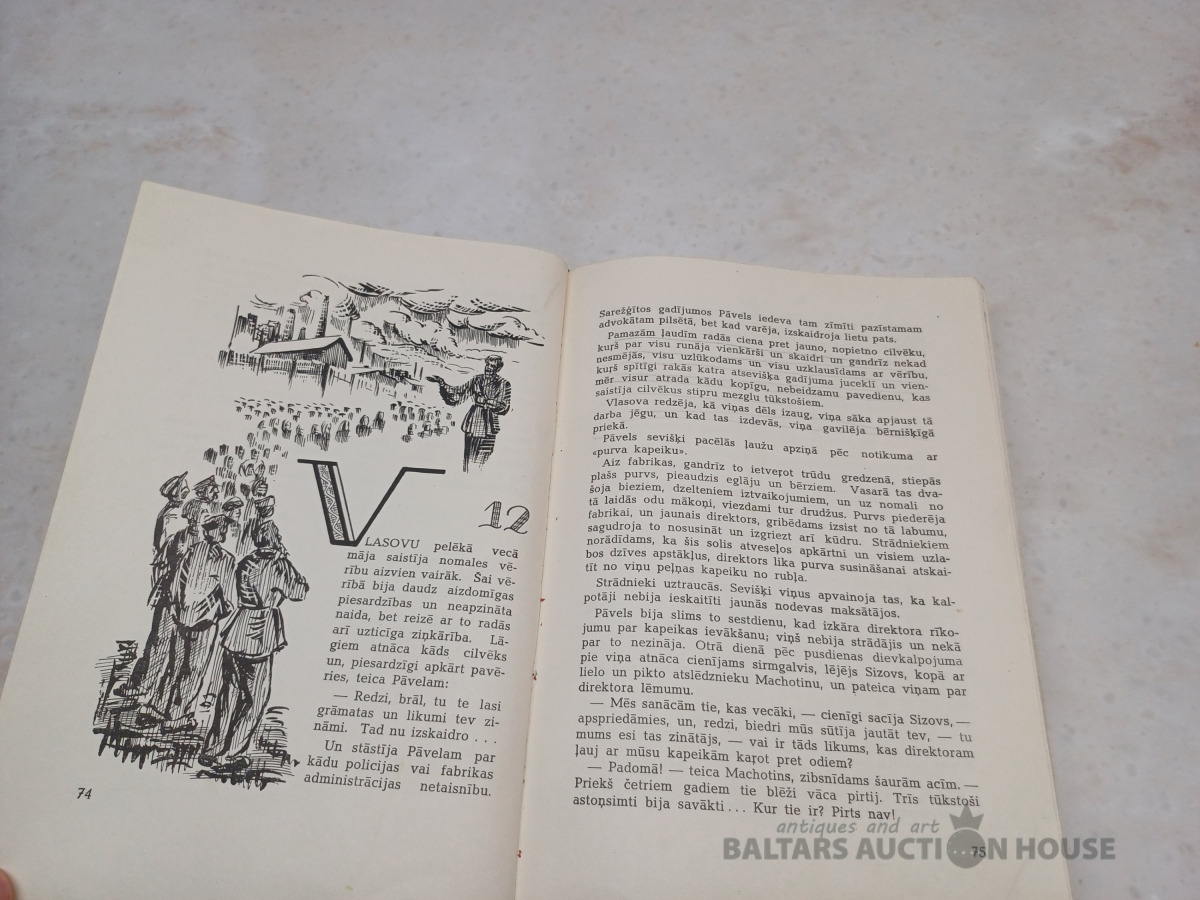 12
VLASOVU pelēkā vecā
māja saistīja nomales vē-
rību aizvien vairāk. Šai vē-
rībā bija daudz aizdomīgas
piesardzības un neapzināta
naida, bet reizē ar to radās
arī uzticīga ziņkārība. Lā-
giem atnāca kāds cilvēks
un, piesardzīgi apkārt pavē-
ries, teica Pāvelam:
— Redzi, brāl, tu te lasi
grāmatas un likumi tev zi-
nāmi. Tad nu izskaidro ...
Un stāstīja Pāvelam par
kādu policijas vai fabrikas
administrācijas netaisnību.
74
Sarežģītos gadījumos Pāvels iedeva tam zīmīti pazīstamam
advokātam pilsētā, bet kad varēja, izskaidroja lietu pats.
Pamazām ļaudīm radās ciena pret jauno, nopietno cilvēku,
kuŗš par visu runāja vienkārši un skaidri un gandrīz nekad
nesmējās, visu uzlūkodams un visu uzklausīdams ar vērību,
kuŗš spītīgi rakās katra atsevišķa gadījuma juceklī un vien-
mēr visur atrada kādu kopīgu, nebeidzamu pavedienu, kas
saistīja cilvēkus stipru mezglu tūkstošiem.
Vlasova redzēja, kā viņas dēls izaug, viņa sāka apjaust tā
darba jēgu, un kad tas izdevās, viņa gavilēja bērnišķīgā
priekā.
Pāvels sevišķi pacēlās ļaužu apziņā pēc notikuma ar
«purva kapeiku».
Aiz fabrikas, gandrīz to ietveŗot trūdu gredzenā, stiepās
plašs purvs, pieaudzis eglāju un bērziem. Vasarā tas dva-
šoja bieziem, dzelteniem iztvaikojumiem, un uz nomali no
tā laidās odu mākoņi, viezdami tur drudžus. Purvs piederēja
fabrikai, un jaunais direktors, gribēdams izsist no tā labumu,
sagudroja to nosusināt un izgriezt arī kūdru. Strādniekiem
norādīdams, ka šis solis atveseļos apkārtni un visiem uzla-
bos dzīves apstākļus, direktors lika purva susināšanai atskai-
tīt no viņu peļņas kapeiku no rubļa.
Strādnieki uztraucās. Sevišķi viņus apvainoja tas, ka kal-
potāji nebija ieskaitīti jaunās nodevas maksātājos.
Pāvels bija slims to sestdienu, kad izkāra direktora rīko-
jumu par kapeikas ievākšanu; viņš nebija strādājis un nekā
par to nezināja. Otrā dienā pēc pusdienas dievkalpojuma
pie viņa atnāca cienījams sirmgalvis, lējējs Sizovs, kopā ar
lielo un pikto atslēdznieku Machotinu, un pateica viņam par
direktora lēmumu.
— Mēs sanācām tie, kas vecāki, — cienīgi sacīja Sizovs, —
apspriedāmies, un, redzi, biedri mūs sūtīja jautāt tev, — tu
mums esi tas zinātājs, — vai ir tāds likums, kas direktoram
ļauj ar mūsu kapeikām kaŗot pret odiem?
— Padomā! — teica Machotins, zibsnīdams šaurām acīm. —
Priekš četriem gadiem tie blēži vāca pirtij. Trīs tūkstoši
astoņsimti bija savākti ... Kur tie ir? Pirts nav!
75
antiques and art
BALTARS AUCTION HOUSE